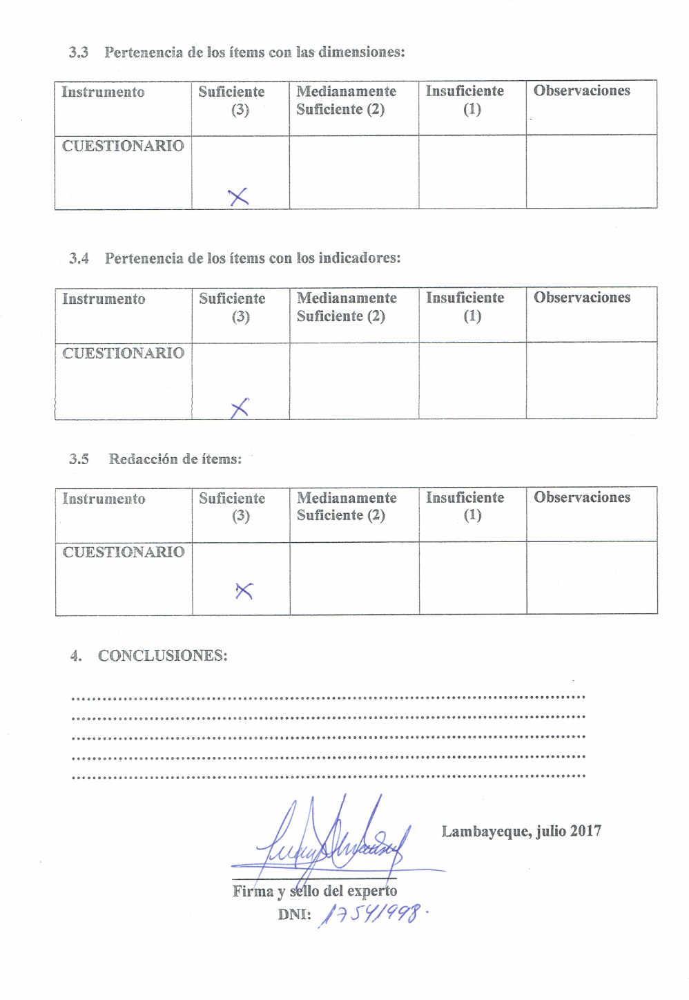 3.3 Pertenencia de los ítems con las dimensiones:
Instrumento Suficiente (3) Medianamente Suficiente (2) Insuficiente (1) Observaciones
CUESTIONARIO X
3.4 Pertenencia de los ítems con los indicadores:
Instrumento Suficiente (3) Medianamente Suficiente (2) Insuficiente (1) Observaciones
CUESTIONARIO X
3.5 Redacción de ítems:
Instrumento Suficiente (3) Medianamente Suficiente (2) Insuficiente (1) Observaciones
CUESTIONARIO X
4. CONCLUSIONES:
Lambayeque, julio 2017
Firma y sello del experto
DNI: 17541998.